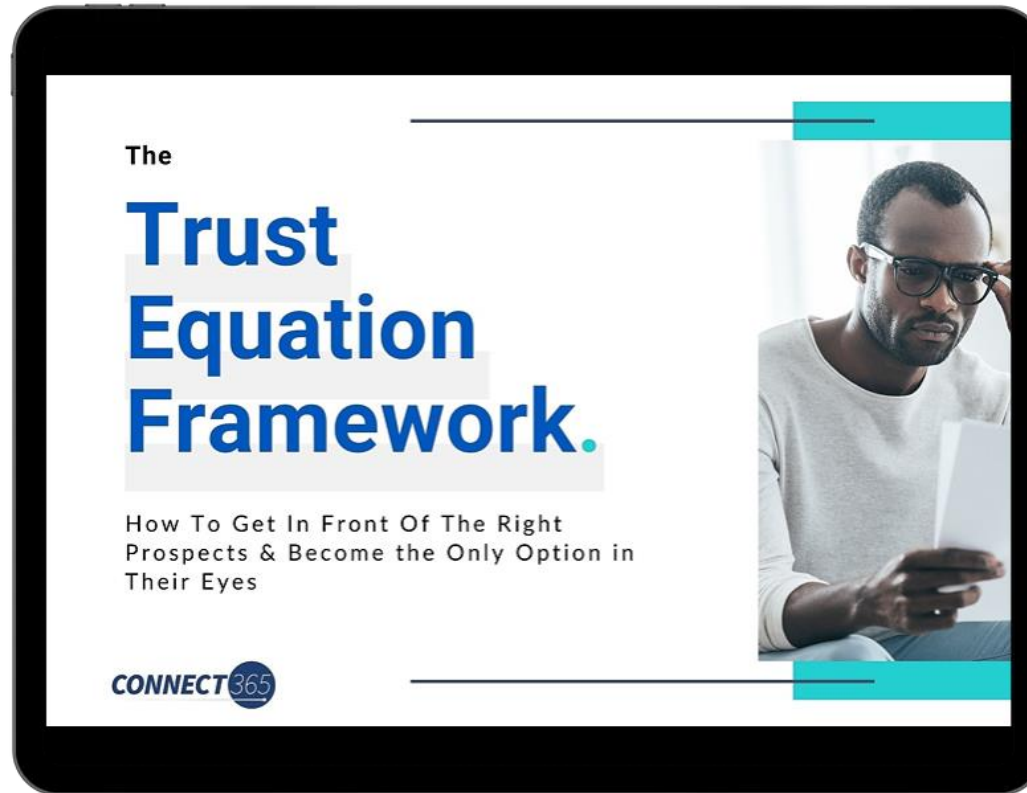 The
Trust
Equation
Framework.
How To Get In Front Of The Right
Prospects & Become the Only Option in
Their Eyes
CONNECT365